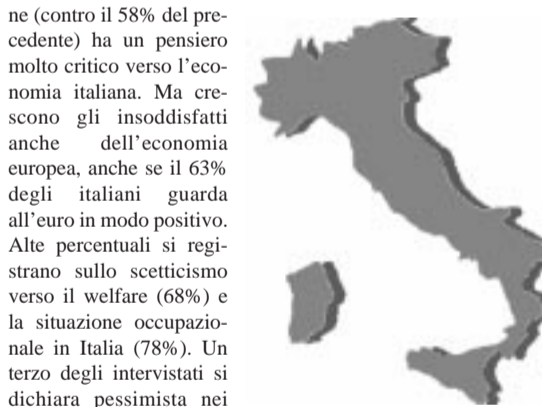 ne (contro il 58% del pre-
cedente) ha un pensiero
molto critico verso l'eco-
nomia italiana. Ma cre-
scono gli insoddisfatti
anche dell'economia
europea, anche se il 63%
degli italiani guarda
all'euro in modo positivo.
Alte percentuali si regi-
strano sullo scetticismo
verso il welfare (68%) e
la situazione occupazio-
nale in Italia (78%). Un
terzo degli intervistati si
dichiara pessimista nei